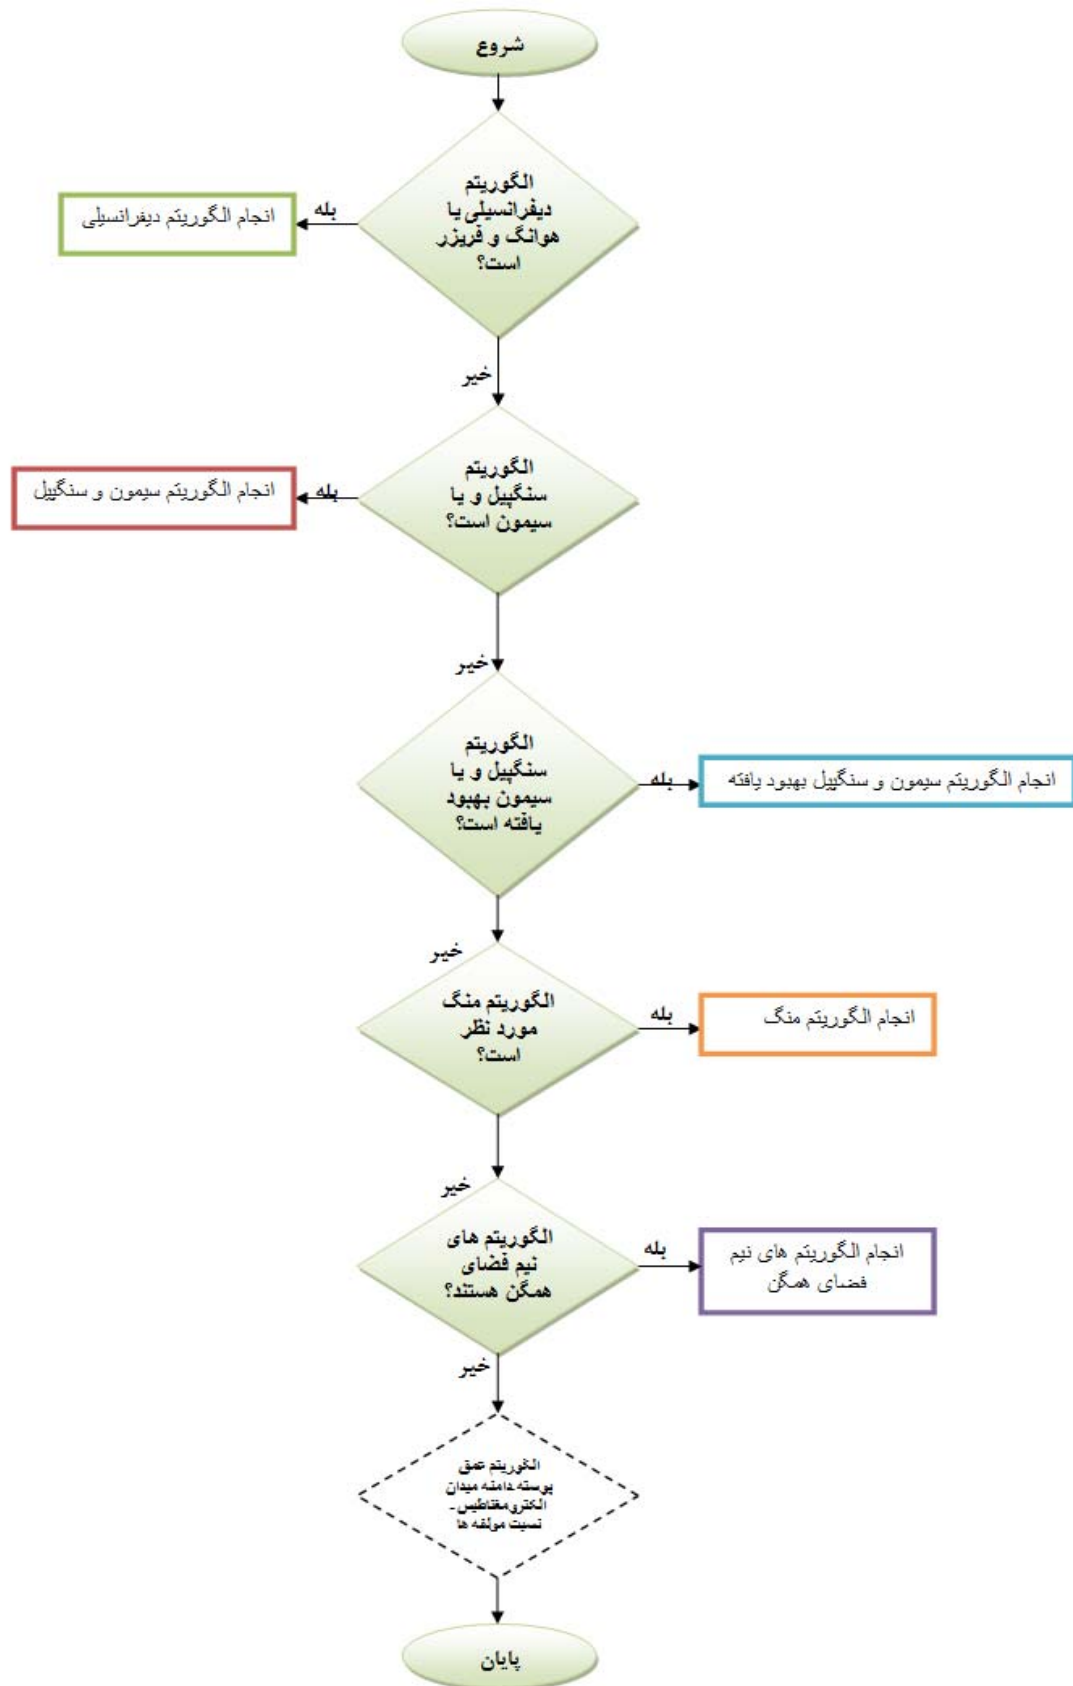 شروع
الگوریتم
دیفرانسیلی یا
هوانگ و فریزر
است؟
بله
انجام الگوریتم دیفرانسیلی
خیر
الگوریتم
سنگپیل و یا
سیمون است؟
بله
انجام الگوریتم سیمون و سنگپیل
خیر
الگوریتم
سنگپیل و یا
سیمون بهبود
یافته است؟
بله
انجام الگوریتم سیمون و سنگپیل بهبود یافته
خیر
الگوریتم منگ
مورد نظر
است؟
بله
انجام الگوریتم منگ
خیر
الگوریتم های
نیم فضای
همگن هستند؟
بله
انجام الگوریتم های نیم
فضای همگن
خیر
الگوریتم عمق
پوسته ـدامنه میدان
الکترومغناطیس ـ
نسبت مولفه ها
پایان